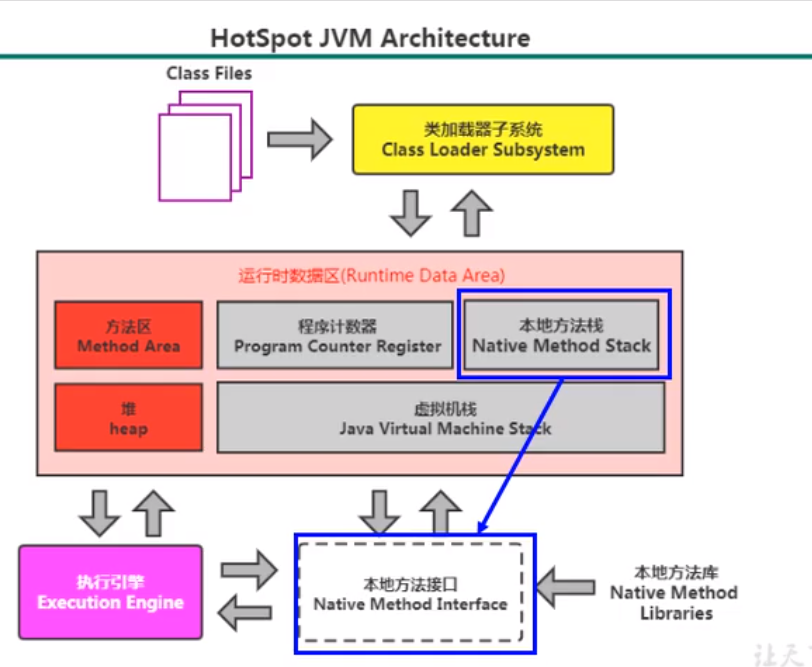 HotSpot JVM Architecture
Class Files
类加载器子系统
Class Loader Subsystem
运行时数据区(Runtime Data Area)
方法区
Method Area
程序计数器
Program Counter Register
本地方法栈
Native Method Stack
堆
heap
虚拟机栈
Java Virtual Machine Stack
执行引擎
Execution Engine
本地方法接口
Native Method Interface
本地方法库
Native Method
Libraries
让天